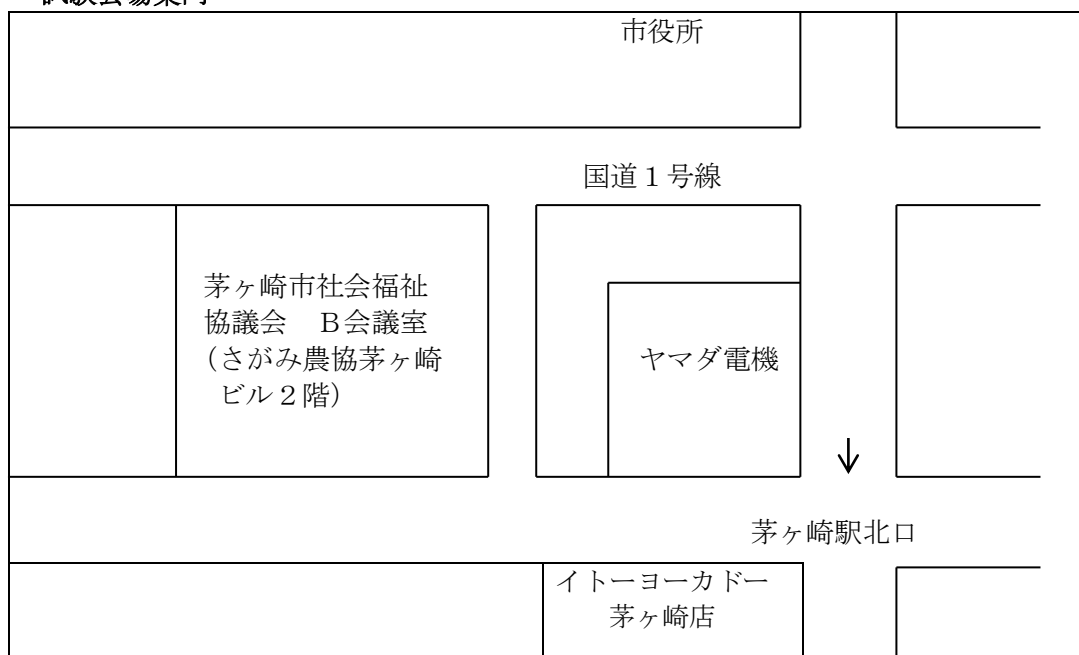 試験会場案内
市役所
国道１号線
茅ヶ崎市社会福祉
協議会　Ｂ会議室
（さがみ農協茅ヶ崎
ビル２階）
ヤマダ電機
茅ヶ崎駅北口
イトーヨーカドー
茅ヶ崎店